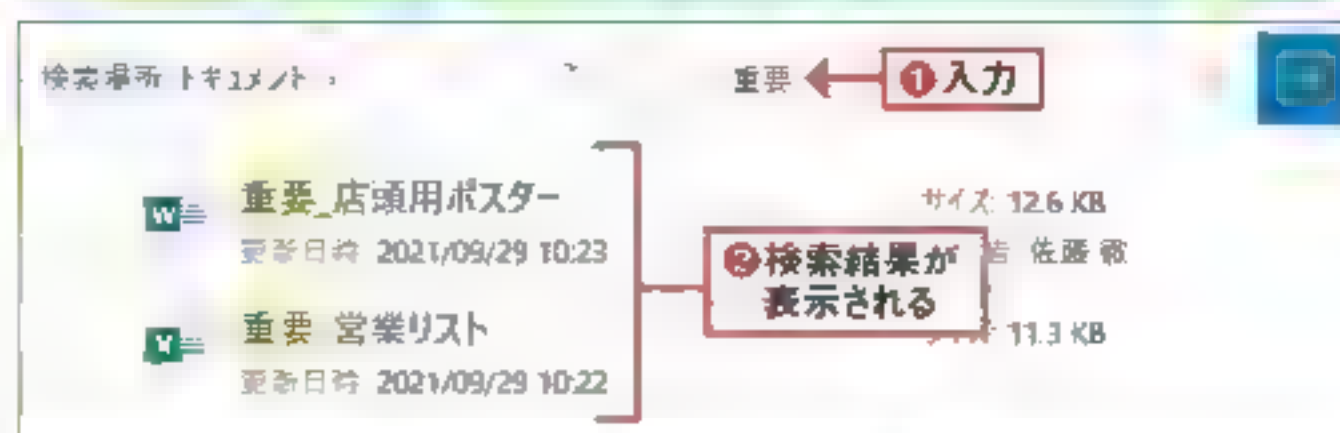 検索場所 ドキュメント ›
重要
❶入力
重要_店頭用ポスター
サイズ: 12.6 KB
更新日時 2021/09/29 10:23
佐藤
❷検索結果が
表示される
重要_営業リスト
11.3 KB
更新日時 2021/09/29 10:22